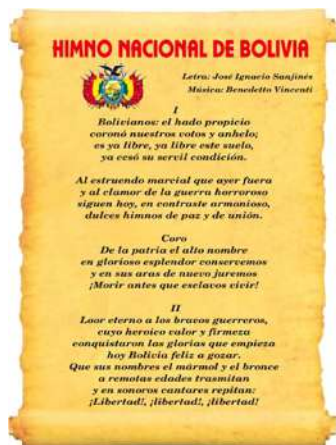 HIMNO NACIONAL DE BOLIVIA
Letra: José Ignacio Sanjinés
Música: Benedetto Vincenti
I
Bolivianos: el hado propicio
coronó nuestros votos y anhelo;
es ya libre, ya libre este suelo,
ya cesó su servil condición.
Al estruendo marcial que ayer fuera
y al clamor de la guerra horroroso
siguen hoy, en contraste armonioso,
dulces himnos de paz y de unión.
Coro
De la patria el alto nombre
en glorioso esplendor conservemos
y en sus aras de nuevo juremos
¡Morir antes que esclavos vivir!
II
Loor eterno a los bravos guerreros,
cuyo heroico valor y firmeza
conquistaron las glorias que empieza
hoy Bolivia feliz a gozar.
Que sus nombres el mármol y el bronce
a remotas edades trasmitan
y en sonoros cantares repitan:
¡Libertad!, ¡libertad!, ¡libertad!